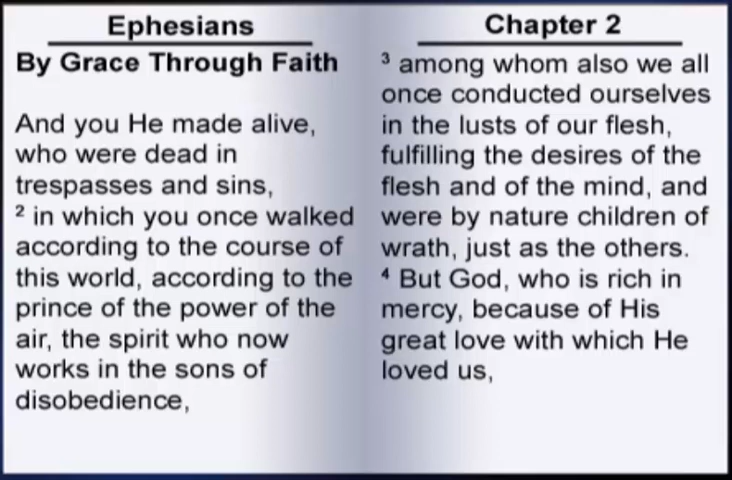 Ephesians
By Grace Through Faith
And you He made alive,
who were dead in
trespasses and sins,
² in which you once walked
according to the course of
this world, according to the
prince of the power of the
air, the spirit who now
works in the sons of
disobedience,
Chapter 2
³ among whom also we all
once conducted ourselves
in the lusts of our flesh,
fulfilling the desires of the
flesh and of the mind, and
were by nature children of
wrath, just as the others.
⁴ But God, who is rich in
mercy, because of His
great love with which He
loved us,